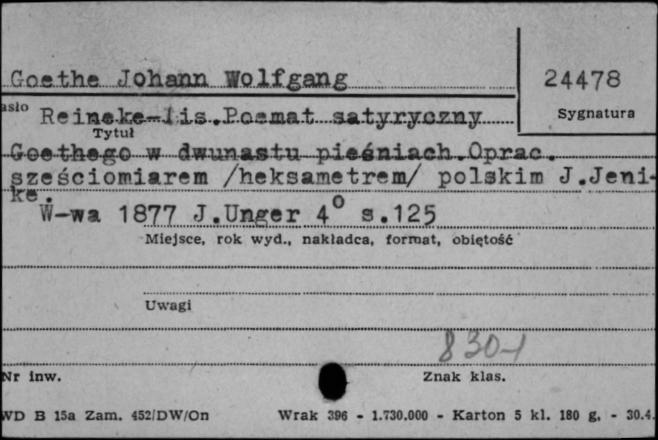 Goethe Johann Wolfgang
24478
asło Reineke-lis.Poemat satyryczny
Sygnatura
Tytuł
Goethego w dwunastu pieśniach.Oprac.
sześciomiarem /heksametrem/ polskim J.Jeni-
ke.
W-wa 1877 J.Unger 4° s.125
Miejsce, rok wyd., nakładca, format, obiętość
Uwagi
830-1
Nr inw.
Znak klas.
WD B 15a Zam. 452/DW/On Wrak 396 - 1.730.000 - Karton 5 kl. 180 g. - 30.4.